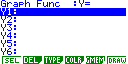 Graph Func :Y=
Y1:
Y2:
Y3:
Y4:
Y5:
Y6:
SEL DEL TYPE COLR GMEM DRAW